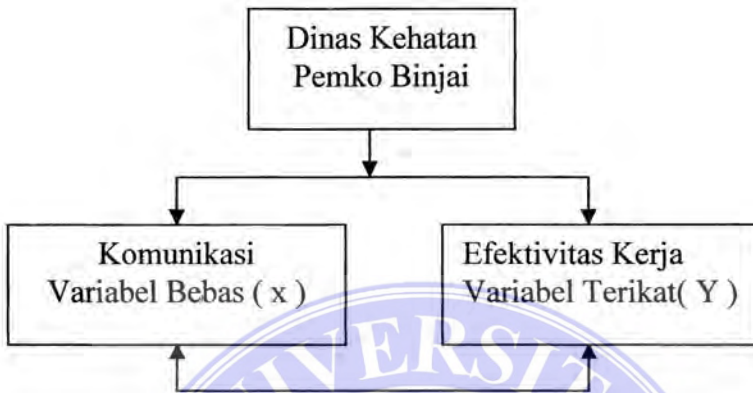 Dinas Kehatan
Pemko Binjai
Komunikasi
Variabel Bebas ( x )
Efektivitas Kerja
Variabel Terikat( Y )